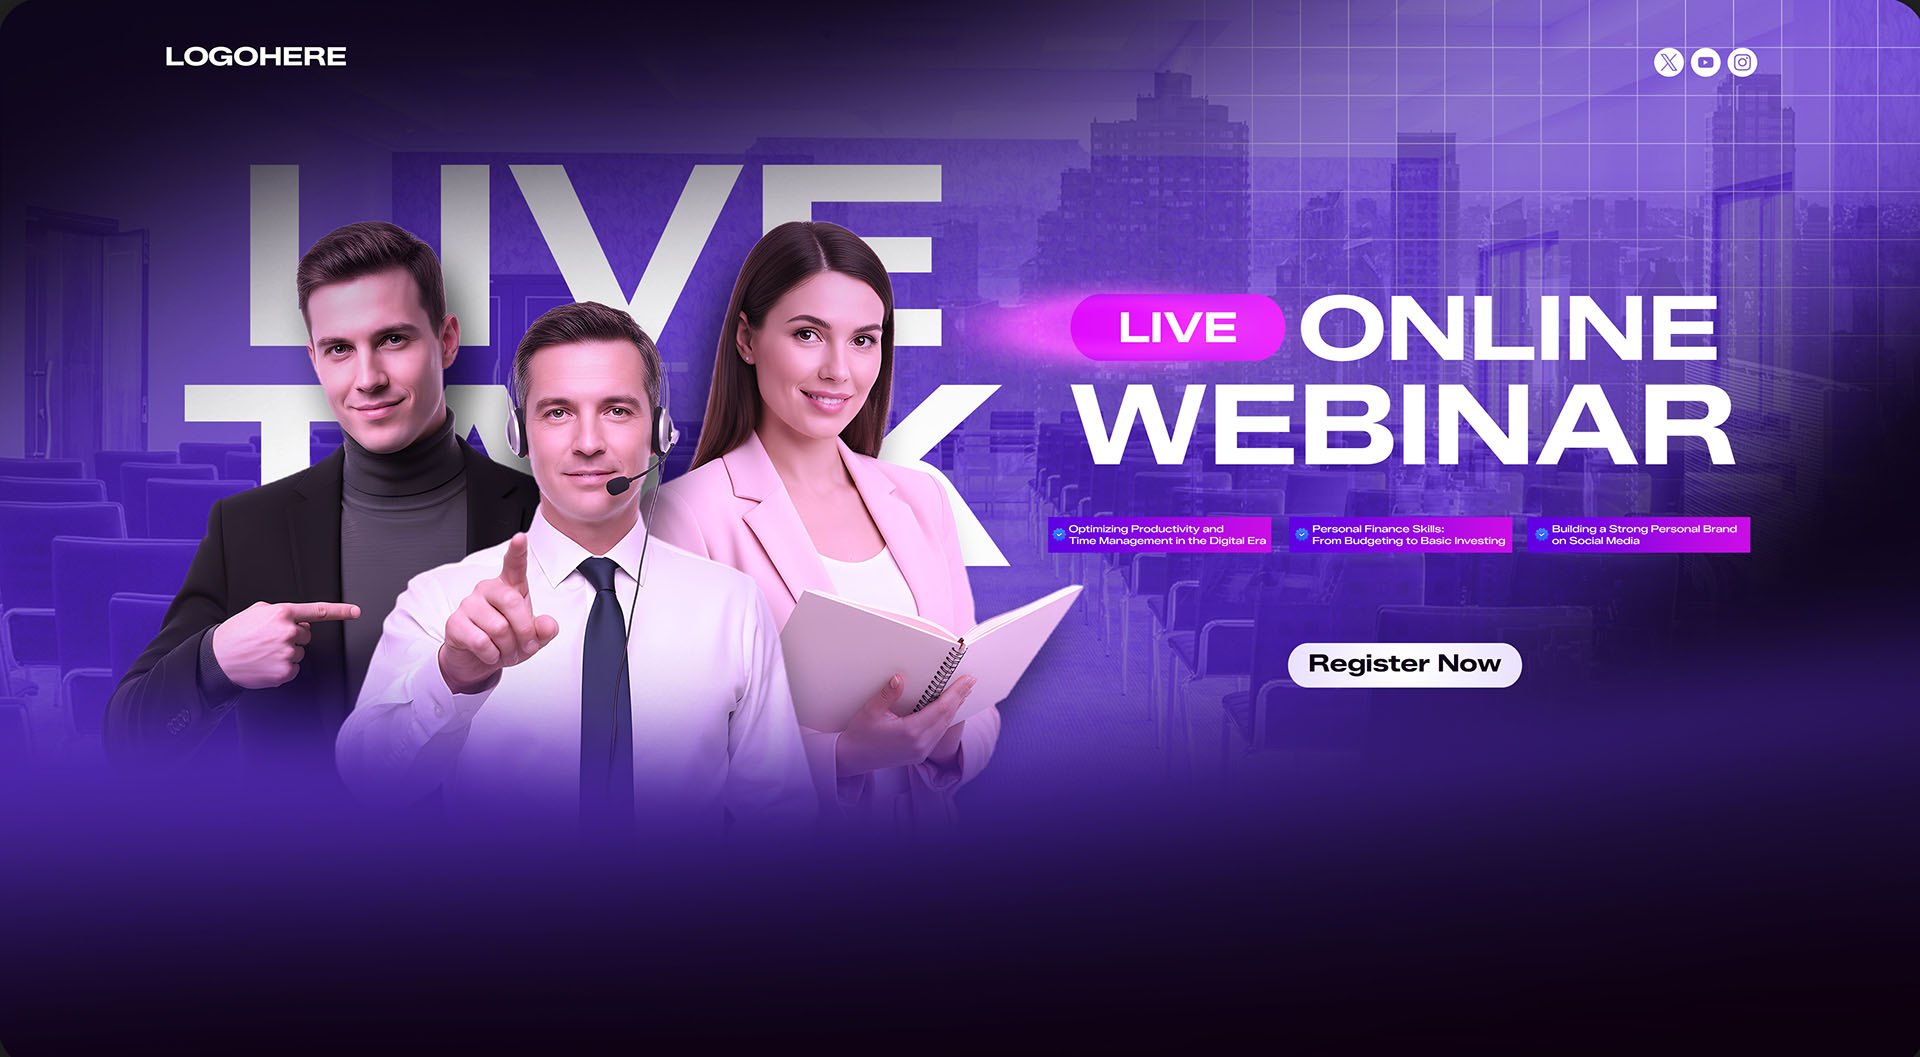 LOGOHERE
LIVE
TALK
LIVE ONLINE
WEBINAR
Optimizing Productivity and
Time Management in the Digital Era
Personal Finance Skills:
From Budgeting to Basic Investing
Building a Strong Personal Brand
on Social Media
Register Now